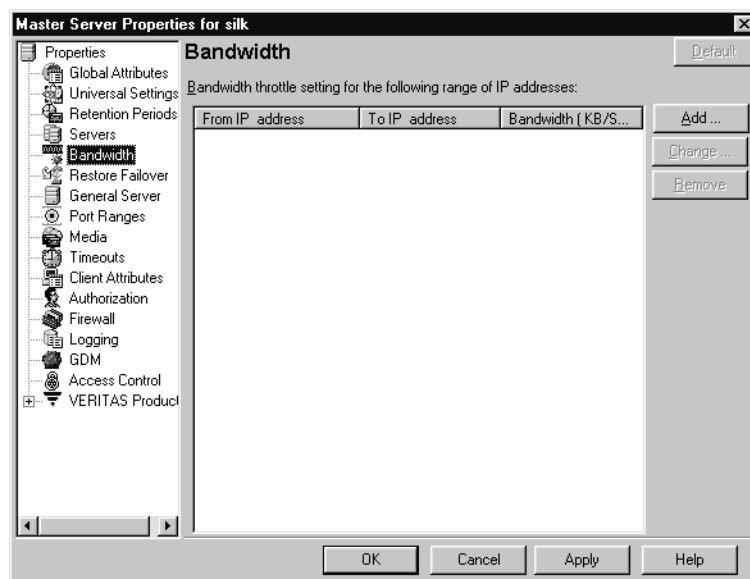 Master Server Properties for silk
Properties
Global Attributes
Universal Settings
Retention Periods
Servers
Bandwidth
Restore Failover
General Server
Port Ranges
Media
Timeouts
Client Attributes
Authorization
Firewall
Logging
GDM
Access Control
VERITAS Product
Bandwidth
Default
Bandwidth throttle setting for the following range of IP addresses:
From IP address To IP address Bandwidth ( KB/S...
Add ...
Change ...
Remove
OK Cancel Apply Help